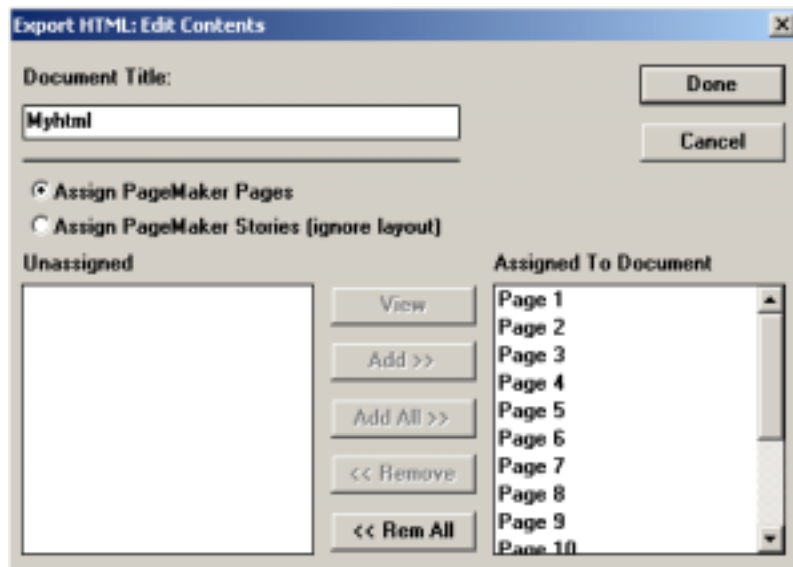 Export HTML: Edit Contents
Document Title:
Done
Myhtml
Cancel
Assign PageMaker Pages
Assign PageMaker Stories (ignore layout)
Unassigned
Assigned To Document
View
Add >>
Add All >>
<< Remove
<< Rem All
Page 1
Page 2
Page 3
Page 4
Page 5
Page 6
Page 7
Page 8
Page 9
Page 10